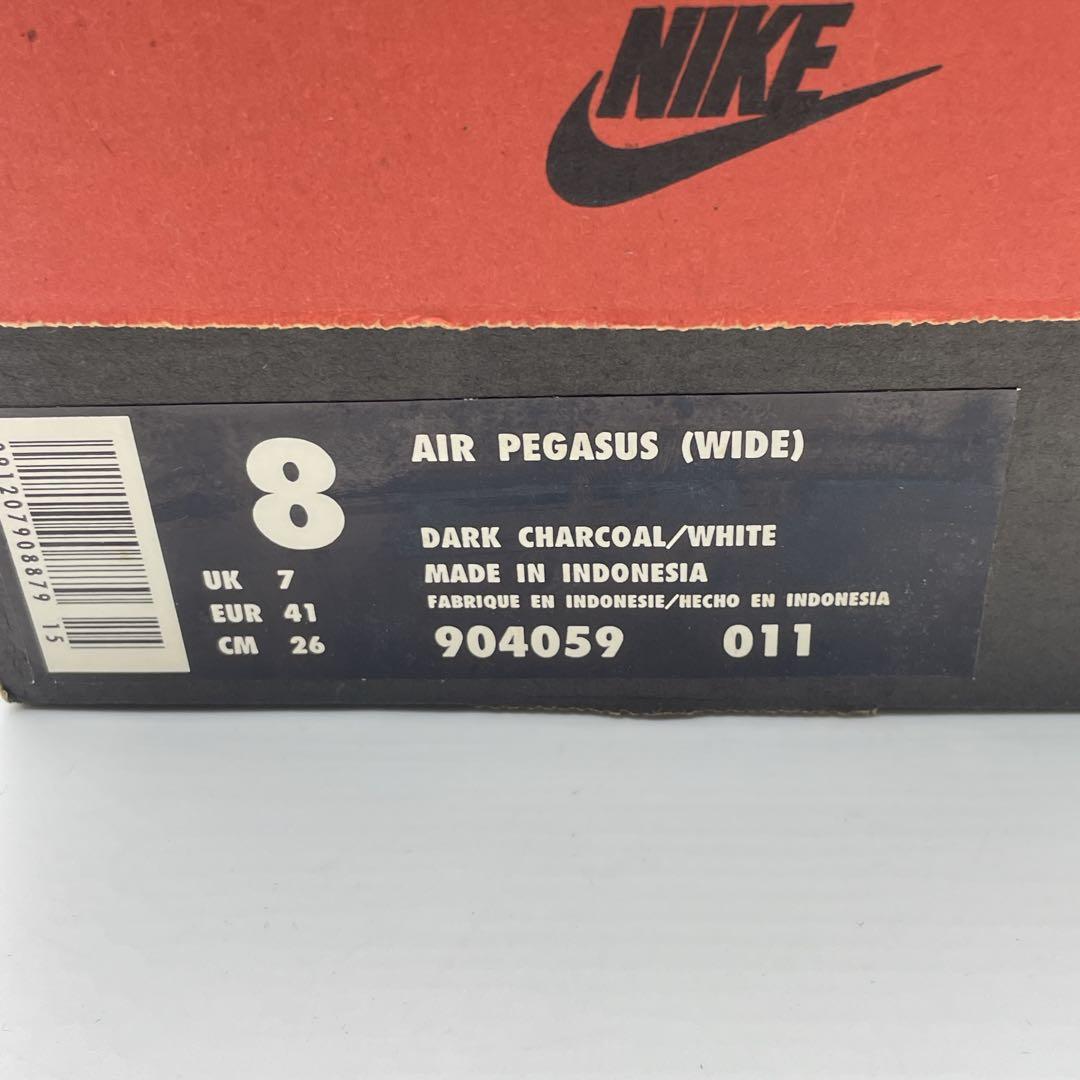 NIKE
8
AIR PEGASUS (WIDE)
DARK CHARCOAL/WHITE
UK 7
MADE IN INDONESIA
EUR 41
FABRIQUE EN INDONESIE/HECHO EN INDONESIA
CM 26
904059 011
15